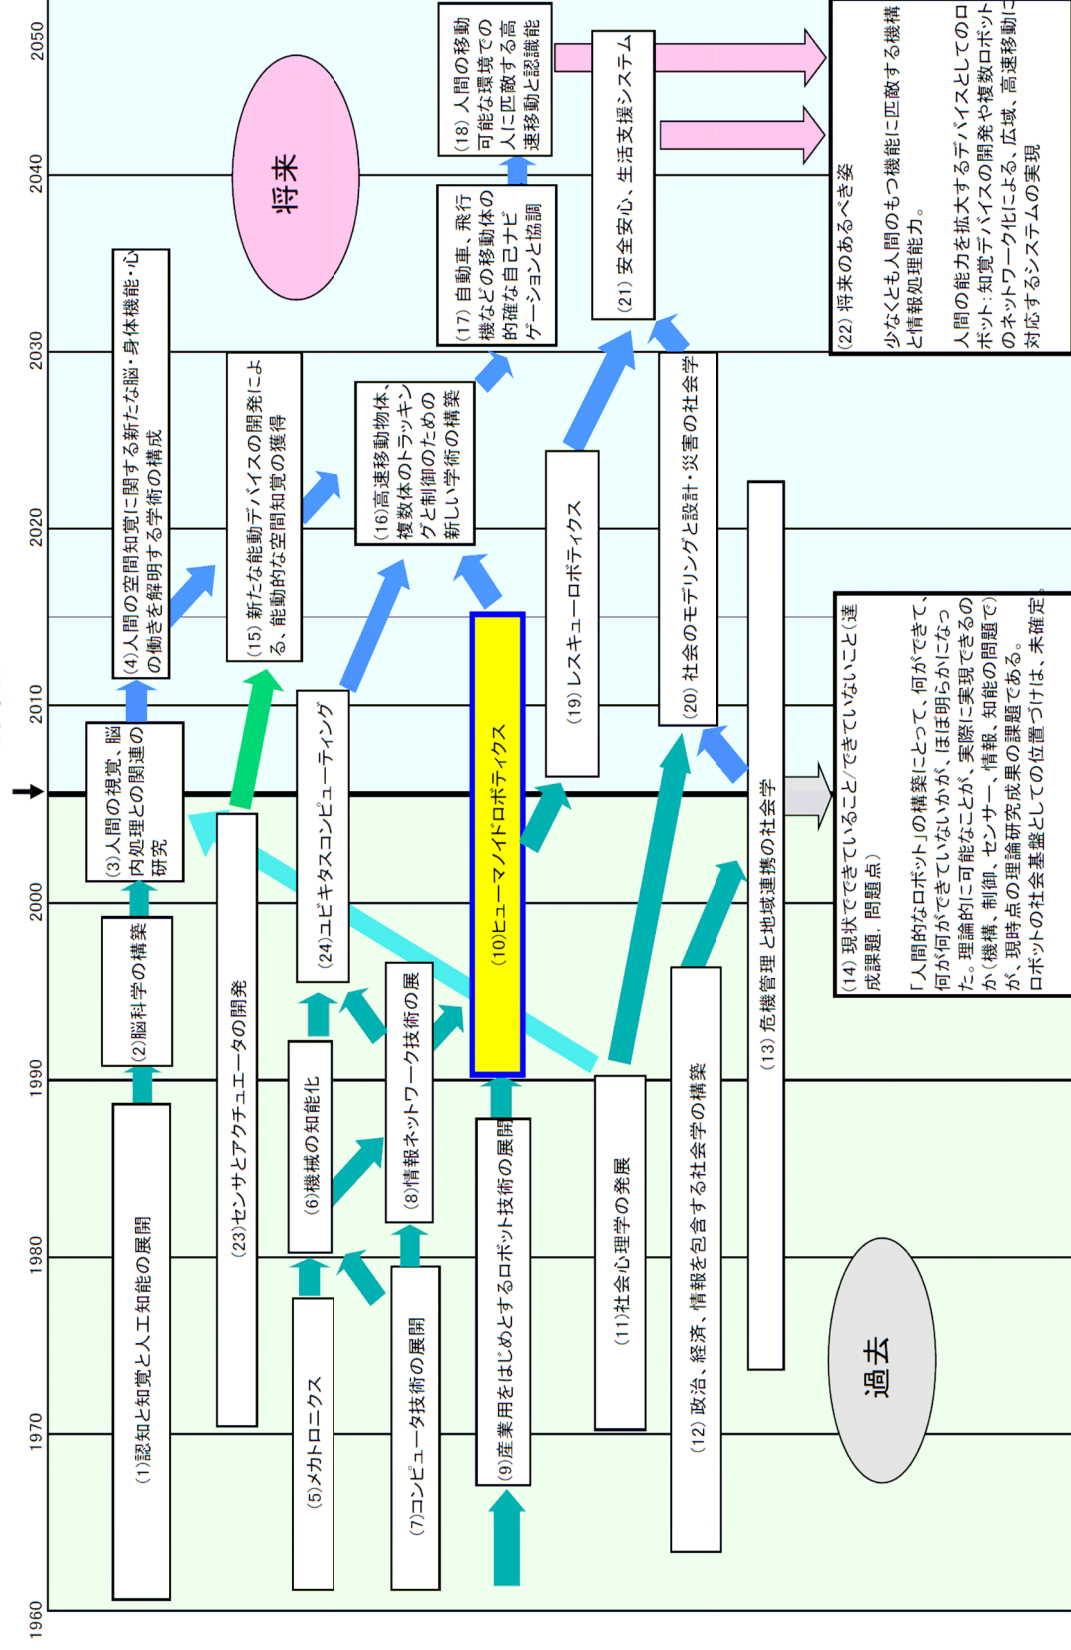 1960
1970
1980
1990
2000
2010
2020
2030
2040
2050
(1)認知と知覚と人工知能の展開
(2)脳科学の構築
(3)人間の視覚、脳
内処理との関連の
研究
(4)人間の空間知覚に関する新たな脳・身体機能・心
の働きを解明する学術の構成
(23)センサとアクチュエータの開発
(15) 新たな能動デバイスの開発によ
る、能動的な空間知覚の獲得
将来
(5)メカトロニクス
(6)機械の知能化
(24)ユビキタスコンピューティング
(16)高速移動物体、
複数体のトラッキン
グと制御のための
新しい学術の構築
(7)コンピュータ技術の展開
(8)情報ネットワーク技術の展
(17) 自動車、飛行
機などの移動体の
的確な自己ナビ
ゲーションと協調
(18) 人間の移動
可能な環境での
人に匹敵する高
速移動と認識能
(9)産業用をはじめとするロボット技術の展開
(10)ヒューマノイドロボティクス
(19) レスキューロボティクス
(11)社会心理学の発展
(21) 安全安心、生活支援システム
(12) 政治、経済、情報を包含する社会学の構築
(20) 社会のモデリングと設計・災害の社会学
(13) 危機管理と地域連携の社会学
過去
(14) 現状でできていること/できていないこと(達
成課題，問題点)
「人間的なロボット」の構築にとって、何ができて、
何が何ができていないかが、ほぼ明らかになっ
た。理論的に可能なことが、実際に実現できるの
か(機構、制御、センサー、情報、知能の問題で)
が、現時点の理論研究成果の課題である。
ロボットの社会基盤としての位置づけは、未確定。
(22) 将来のあるべき姿
少なくとも人間のもつ機能に匹敵する機構
と情報処理能力。
人間の能力を拡大するデバイスとしてのロ
ボット:知覚デバイスの開発や複数ロボット
のネットワーク化による、広域、高速移動に
対応するシステムの実現